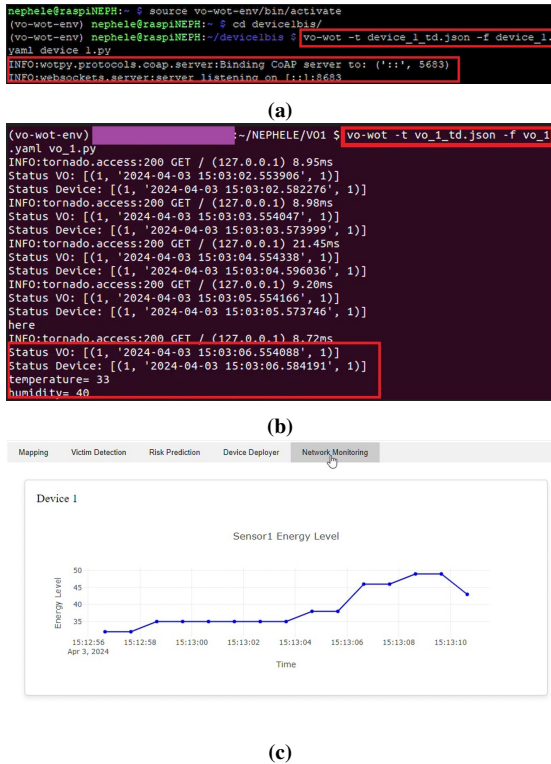 nephele@raspiNEPH:~ $ source vo-wot-env/bin/activate
(vo-wot-env) nephele@raspiNEPH:~ $ cd devicelbis/
(vo-wot-env) nephele@raspiNEPH:~/devicelbis $ vo-wot -t device_1_td.json -f device_1.
yaml device_1.py
INFO:wotpy.protocols.coap.server:Binding CoAP server to: ('::', 5683)
INFO:websockets.server:server listening on [::]:8683
(a)
(vo-wot-env) :~/NEPHELE/VO1 $ vo-wot -t vo_1_td.json -f vo_1
.yaml vo_1.py
INFO:tornado.access:200 GET / (127.0.0.1) 8.95ms
Status VO: [(1, '2024-04-03 15:03:02.553906', 1)]
Status Device: [(1, '2024-04-03 15:03:02.582276', 1)]
INFO:tornado.access:200 GET / (127.0.0.1) 8.98ms
Status VO: [(1, '2024-04-03 15:03:03.554047', 1)]
Status Device: [(1, '2024-04-03 15:03:03.573999', 1)]
INFO:tornado.access:200 GET / (127.0.0.1) 21.45ms
Status VO: [(1, '2024-04-03 15:03:04.554338', 1)]
Status Device: [(1, '2024-04-03 15:03:04.596036', 1)]
INFO:tornado.access:200 GET / (127.0.0.1) 9.20ms
Status VO: [(1, '2024-04-03 15:03:05.554166', 1)]
Status Device: [(1, '2024-04-03 15:03:05.573746', 1)]
here
INFO:tornado.access:200 GET / (127.0.0.1) 8.72ms
Status VO: [(1, '2024-04-03 15:03:06.554088', 1)]
Status Device: [(1, '2024-04-03 15:03:06.584191', 1)]
temperature= 33
humidity= 40
(b)
Mapping Victim Detection Risk Prediction Device Deployer Network Monitoring
Device 1
Sensor1 Energy Level
Energy Level
50
45
40
35
15:12:56 15:12:58 15:13:00 15:13:02 15:13:04 15:13:06 15:13:08 15:13:10
Apr 3, 2024
Time
(c)